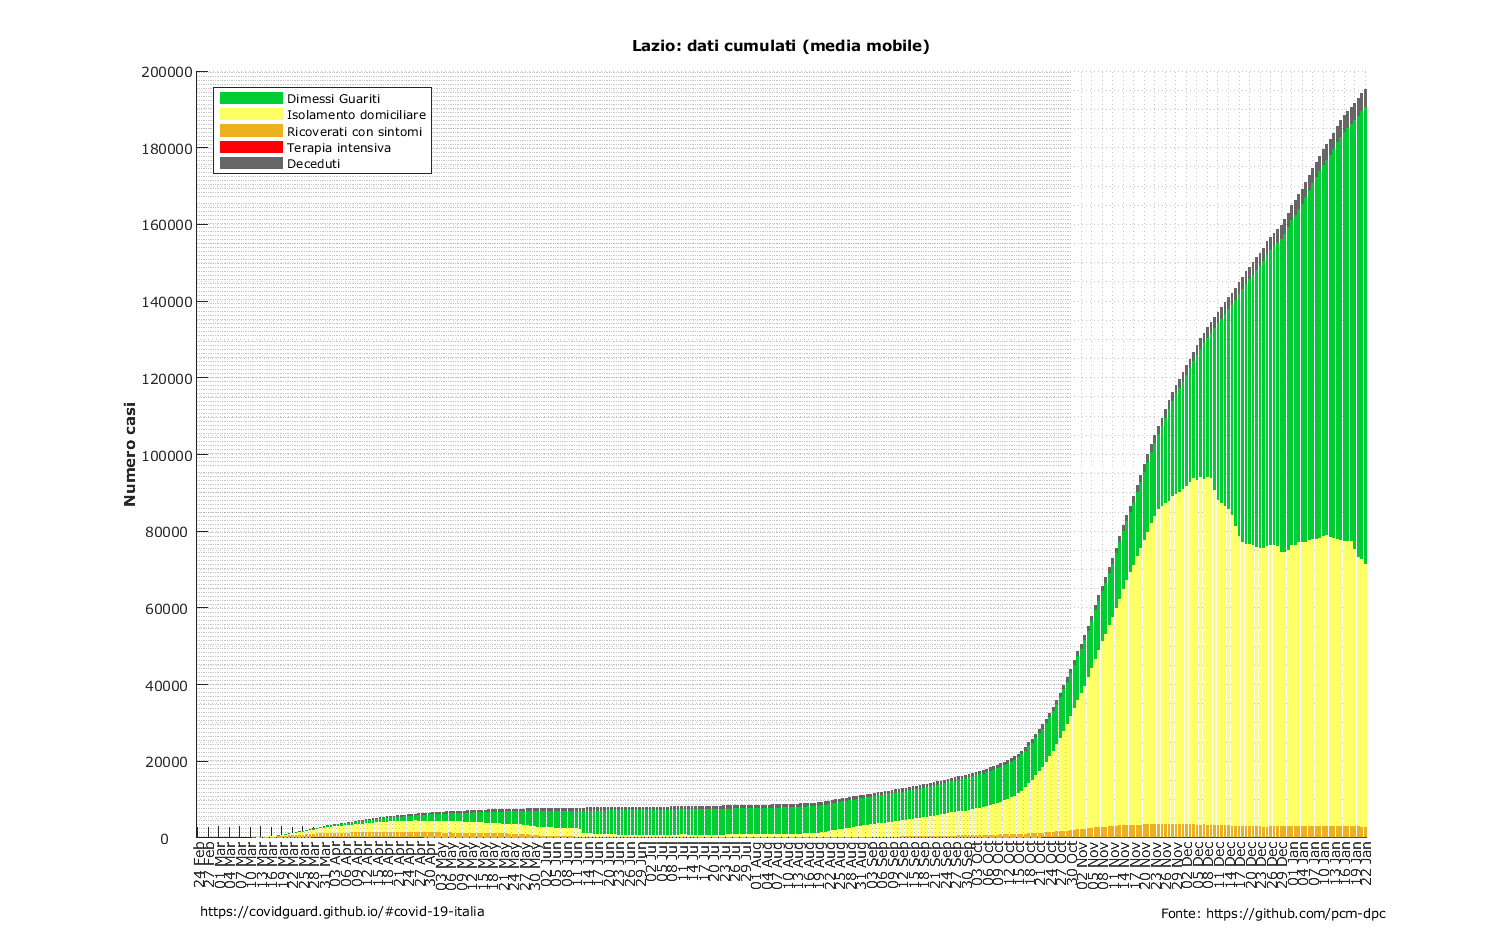 Lazio: dati cumulati (media mobile)
200000
180000
160000
140000
120000
100000
80000
60000
40000
20000
0
Numero casi
Dimessi Guariti
Isolamento domiciliare
Ricoverati con sintomi
Terapia intensiva
Deceduti
24 Feb
27 Feb
01 Mar
04 Mar
07 Mar
10 Mar
13 Mar
16 Mar
19 Mar
22 Mar
25 Mar
28 Mar
31 Mar
03 Apr
06 Apr
09 Apr
12 Apr
15 Apr
18 Apr
21 Apr
24 Apr
27 Apr
30 Apr
03 May
06 May
09 May
12 May
15 May
18 May
21 May
24 May
27 May
30 May
02 Jun
05 Jun
08 Jun
11 Jun
14 Jun
17 Jun
20 Jun
23 Jun
26 Jun
29 Jun
02 Jul
05 Jul
08 Jul
11 Jul
14 Jul
17 Jul
20 Jul
23 Jul
26 Jul
29 Jul
01 Aug
04 Aug
07 Aug
10 Aug
13 Aug
16 Aug
19 Aug
22 Aug
25 Aug
28 Aug
31 Aug
03 Sep
06 Sep
09 Sep
12 Sep
15 Sep
18 Sep
21 Sep
24 Sep
27 Sep
30 Sep
03 Oct
06 Oct
09 Oct
12 Oct
15 Oct
18 Oct
21 Oct
24 Oct
27 Oct
30 Oct
02 Nov
05 Nov
08 Nov
11 Nov
14 Nov
17 Nov
20 Nov
23 Nov
26 Nov
29 Nov
02 Dec
05 Dec
08 Dec
11 Dec
14 Dec
17 Dec
20 Dec
23 Dec
26 Dec
29 Dec
01 Jan
04 Jan
07 Jan
10 Jan
13 Jan
16 Jan
19 Jan
22 Jan
https://covidguard.github.io/#covid-19-italia
Fonte: https://github.com/pcm-dpc